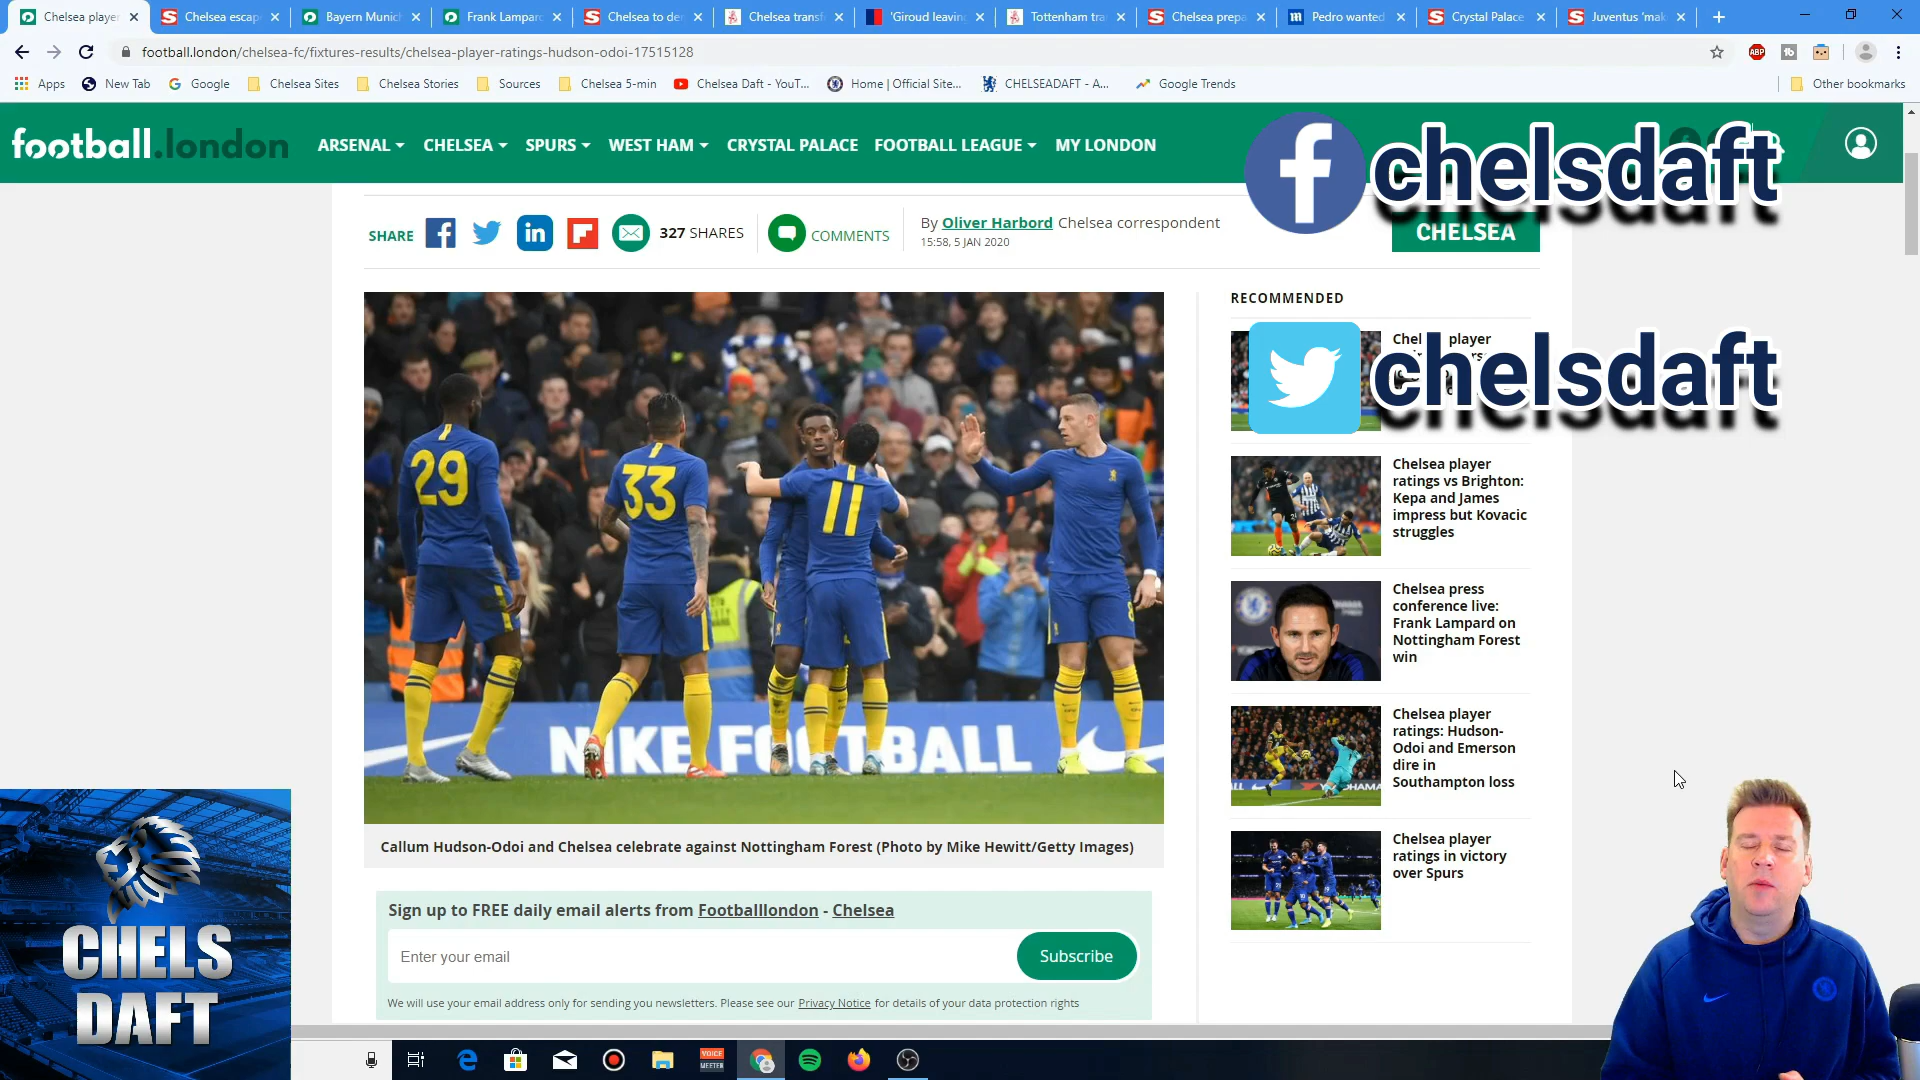 Chelsea player
Chelsea escap
Bayern Munich
Frank Lampar
Chelsea to de
Chelsea transf
'Giroud leavin
Tottenham tra
Chelsea prep
Pedro wanted
Crystal Palace
Juventus 'mak
football.london/chelsea-fc/fixtures-results/chelsea-player-ratings-hudson-odoi-17515128
ABP
Apps
New Tab
Google
Chelsea Sites
Chelsea Stories
Sources
Chelsea 5-min
Chelsea Daft - YouT...
Home | Official Site...
CHELSEADAFT - A...
Google Trends
Other bookmarks
football.london
ARSENAL
CHELSEA
SPURS
WEST HAM
CRYSTAL PALACE
FOOTBALL LEAGUE
MY LONDON
chelsdaft
SHARE
327 SHARES
COMMENTS
By Oliver Harbord Chelsea correspondent
15:58, 5 JAN 2020
CHELSEA
29
33
11
NIKE FOOTBALL
Callum Hudson-Odoi and Chelsea celebrate against Nottingham Forest (Photo by Mike Hewitt/Getty Images)
RECOMMENDED
player
chelsdaft
Chelsea player
ratings vs Brighton:
Kepa and James
impress but Kovacic
struggles
Chelsea press
conference live:
Frank Lampard on
Nottingham Forest
win
Chelsea player
ratings: Hudson-
Odoi and Emerson
dire in
Southampton loss
Chelsea player
ratings in victory
over Spurs
Sign up to FREE daily email alerts from Footballlondon - Chelsea
Enter your email
Subscribe
We will use your email address only for sending you newsletters. Please see our Privacy Notice for details of your data protection rights
CHELS
DAFT
VOICE
MEETER